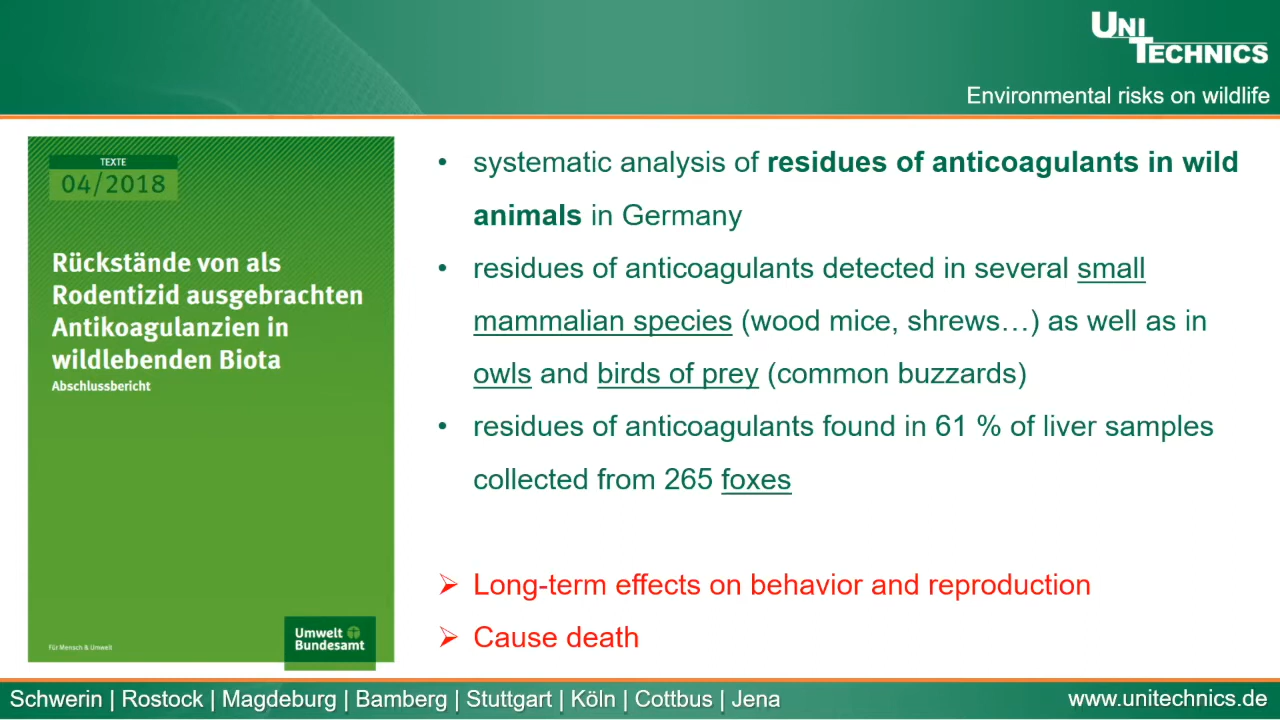 UNI
TECHNICS
Environmental risks on wildlife
TEXTE
04/2018
Rückstände von als
Rodentizid ausgebrachten
Antikoagulanzien in
wildlebenden Biota
Abschlussbericht
Für Mensch & Umwelt
Umwelt
Bundesamt
• systematic analysis of residues of anticoagulants in wild
animals in Germany
• residues of anticoagulants detected in several small
mammalian species (wood mice, shrews…) as well as in
owls and birds of prey (common buzzards)
• residues of anticoagulants found in 61 % of liver samples
collected from 265 foxes
➢ Long-term effects on behavior and reproduction
➢ Cause death
Schwerin | Rostock | Magdeburg | Bamberg | Stuttgart | Köln | Cottbus | Jena
www.unitechnics.de